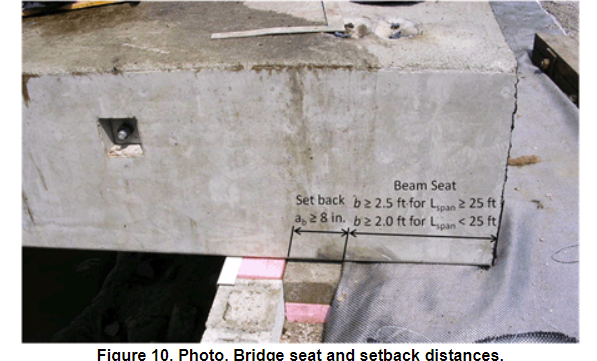 Beam Seat
Set back b ≥ 2.5 ft for Lspan ≥ 25 ft
ab ≥ 8 in. b ≥ 2.0 ft for Lspan < 25 ft
Figure 10. Photo. Bridge seat and setback distances.